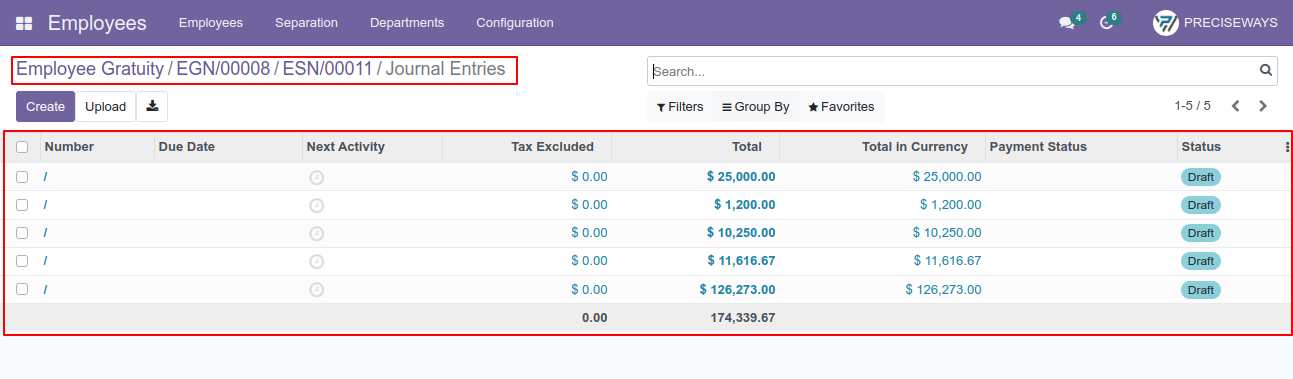 Employees Employees Separation Departments Configuration 4 6 PRECISEWAYS
Employee Gratuity / EGN/00008 / ESN/00011 / Journal Entries
Search...
Create Upload Filters Group By Favorites 1-5 / 5
Number Due Date Next Activity Tax Excluded Total Total in Currency Payment Status Status
/ $ 0.00 $ 25,000.00 $ 25,000.00 Draft
/ $ 0.00 $ 1,200.00 $ 1,200.00 Draft
/ $ 0.00 $ 10,250.00 $ 10,250.00 Draft
/ $ 0.00 $ 11,616.67 $ 11,616.67 Draft
/ $ 0.00 $ 126,273.00 $ 126,273.00 Draft
0.00 174,339.67